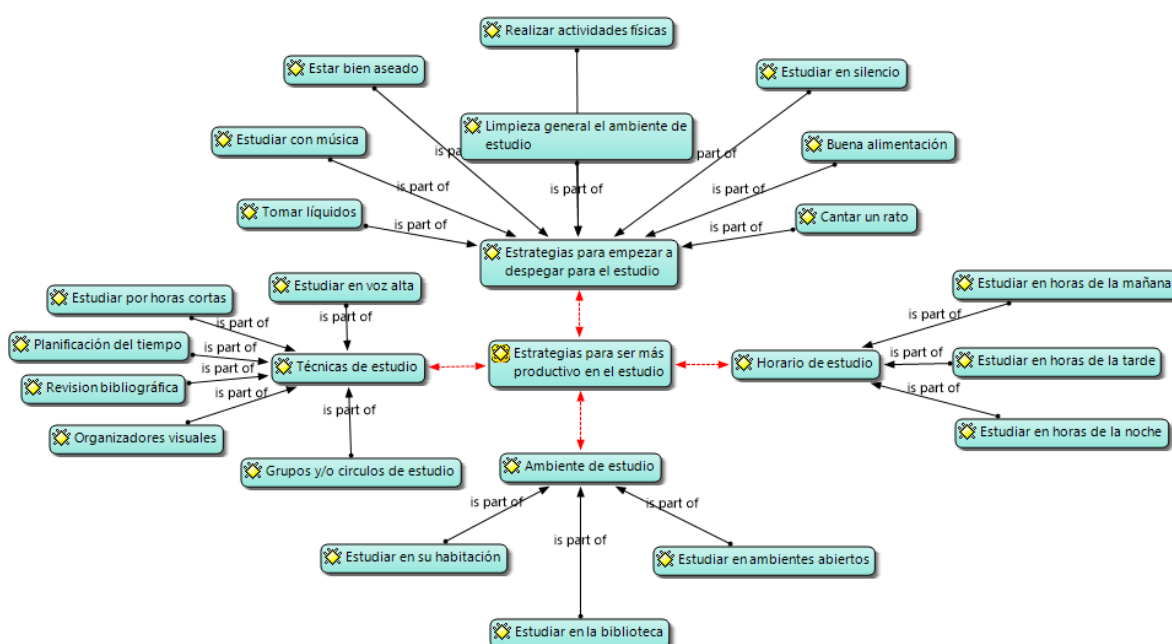 Realizar actividades físicas
Estar bien aseado
Estudiar en silencio
Limpieza general el ambiente de
estudio
Estudiar con música
is pa
part of
Buena alimentación
is part of
is part of
is part of
Tomar líquidos
is part of
is part of
Cantar un rato
Estrategias para empezar a
despegar para el estudio
Estudiar en voz alta
Estudiar en horas de la mañana
Estudiar por horas cortas
is part of
is part of
is part of
Planificación del tiempo
is part of
Técnicas de estudio
Estrategias para ser más
productivo en el estudio
Horario de estudio
is part of
Estudiar en horas de la tarde
Revision bibliográfica
is part of
is part of
is part of
is part of
Organizadores visuales
Estudiar en horas de la noche
Grupos y/o circulos de estudio
Ambiente de estudio
is part of
is part of
is part of
Estudiar en su habitación
Estudiar en ambientes abiertos
Estudiar en la biblioteca